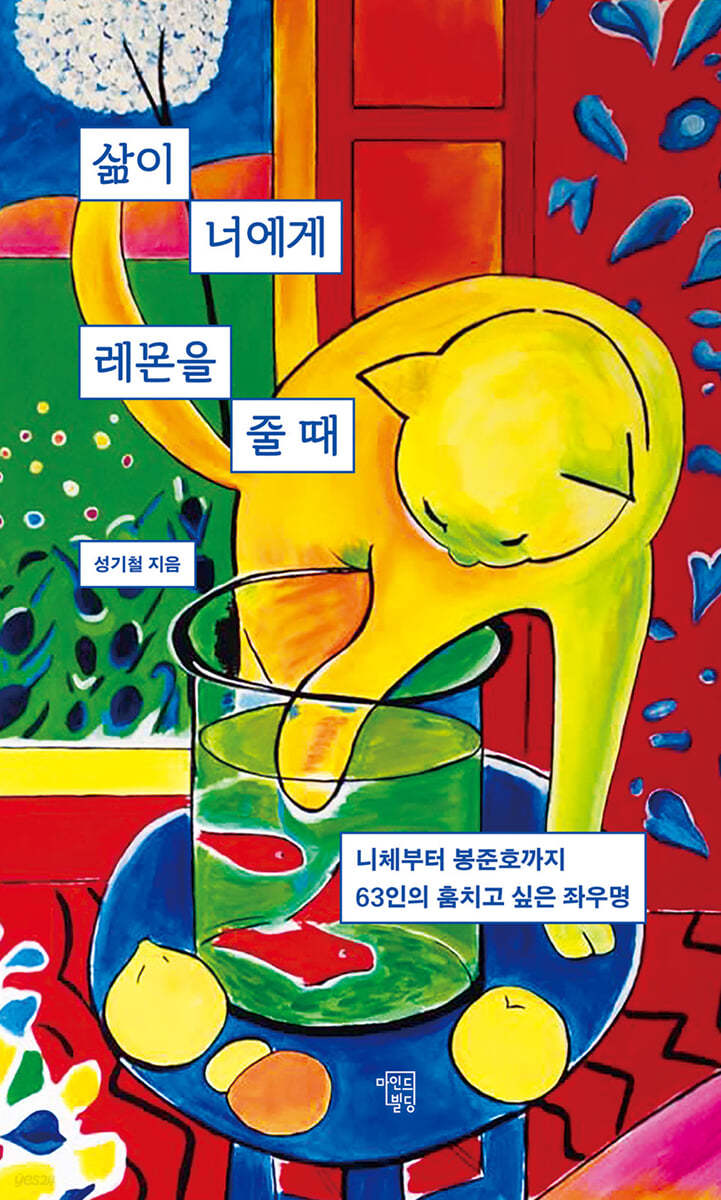 삶이
너에게
레몬을
줄 때
성기철 지음
니체부터 봉준호까지
63인의 훔치고 싶은 좌우명
마인드
빌딩
yes24